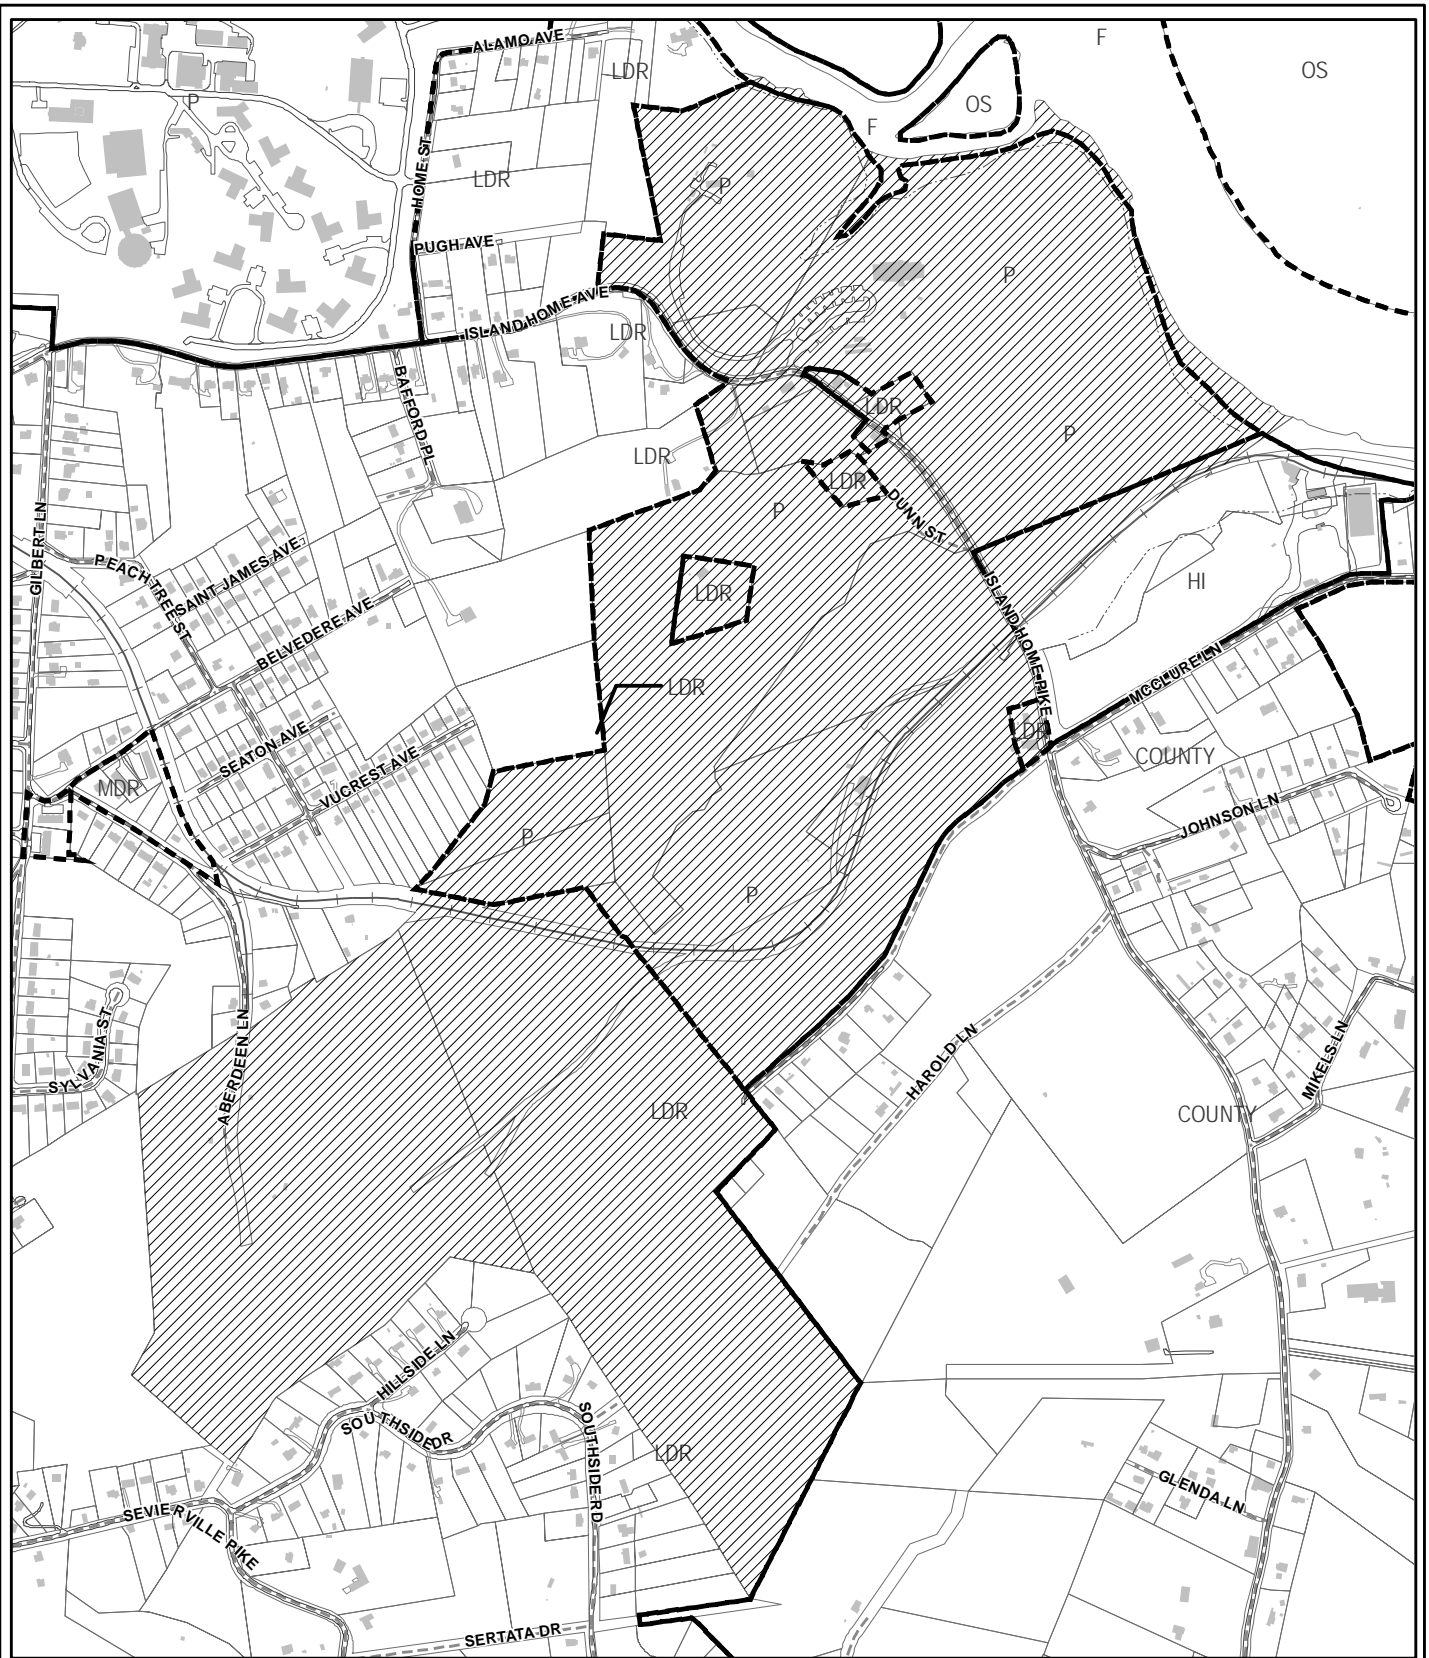 ALAMO AVE
F
OS
LDR
P
OS
F
HOME ST
LDR
P
PUGH AVE
P
ISLAND HOME AVE
LDR
BAFFORD PL
LDR
P
LDR
LDR
GILBERT LN
DUNN ST
P
PEACH TREE ST
SAINT JAMES AVE
ISLAND HOME PIKE
HI
LDR
BELVEDERE AVE
MCCLURE LN
LDR
LDR
SEATON AVE
COUNTY
VUCREST AVE
MDR
JOHNSON LN
P
P
SYLVANIA ST
ABERDEEN LN
HAROLD LN
MIKELS LN
LDR
COUNTY
HILLSIDE LN
SOUTHSIDE DR
SOUTHSIDE RD
LDR
GLENDA LN
SEVIERVILLE PIKE
SERTATA DR